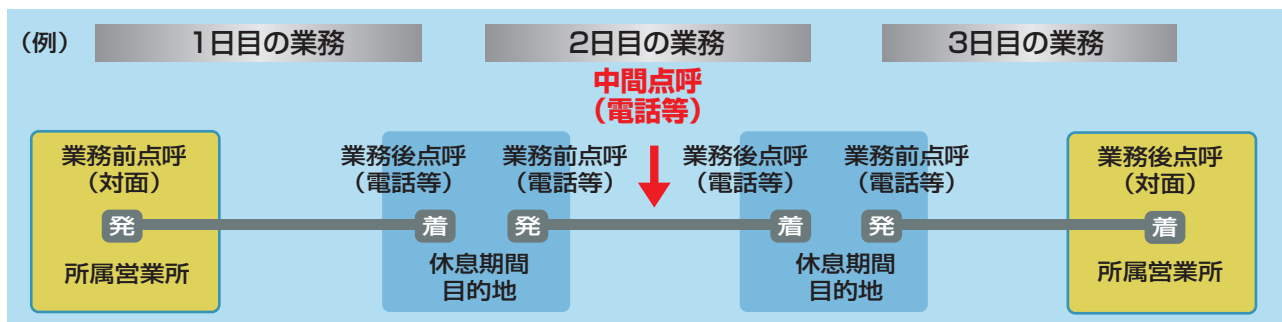 （例）
1日目の業務
2日目の業務
3日目の業務
中間点呼
（電話等）
業務前点呼
（対面）
業務後点呼
（電話等）
業務前点呼
（電話等）
業務後点呼
（電話等）
業務前点呼
（電話等）
業務後点呼
（対面）
発
着
発
着
発
着
所属営業所
休息期間
目的地
休息期間
目的地
所属営業所